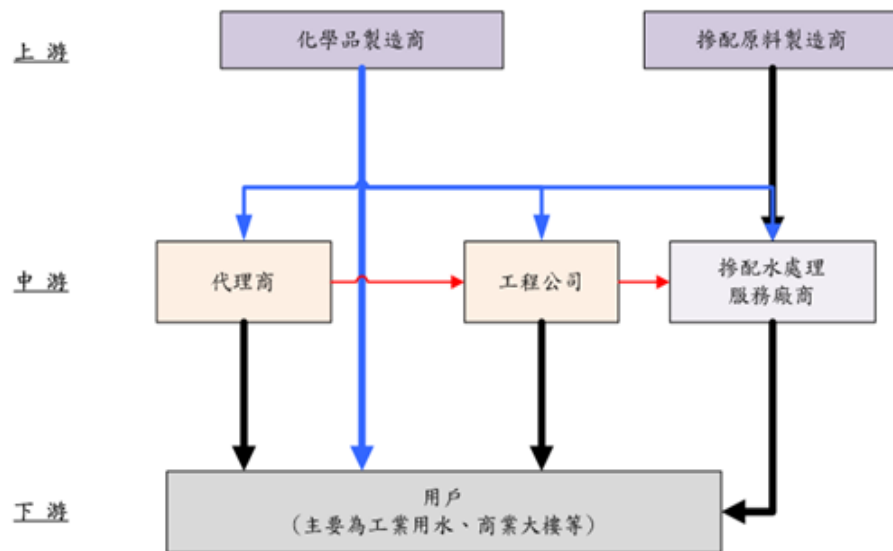 上 游
化學品製造商
摻配原料製造商
中 游
代理商
工程公司
摻配水處理
服務廠商
下 游
用戶
（主要為工業用水、商業大樓等）